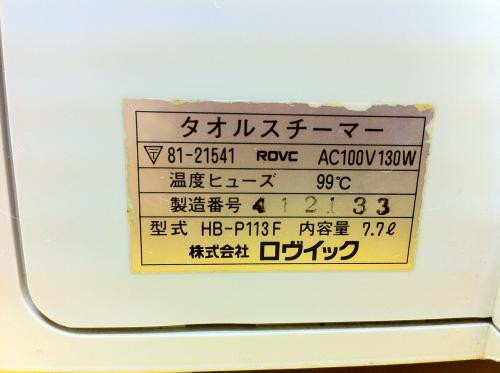 タオルスチーマー
〒 81-21541 ROVC AC100V130W
温度ヒューズ 99℃
製造番号 412133
型式 HB-P113F 内容量 7.7ℓ
株式会社 ロヴイック